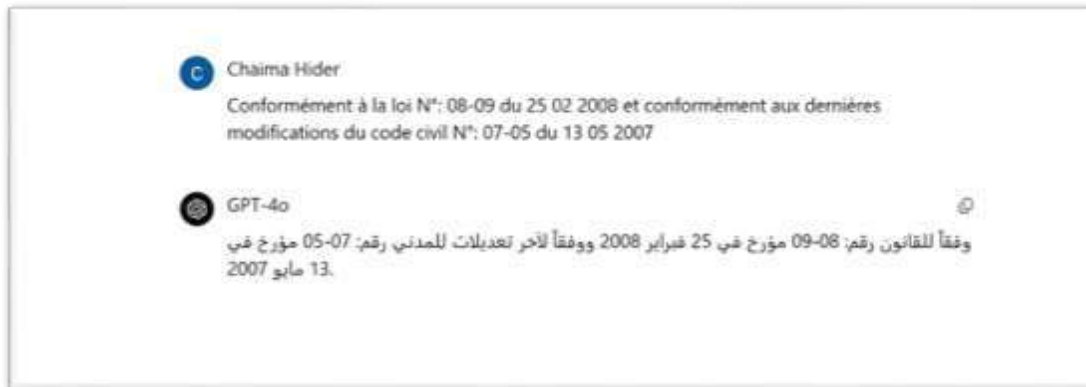 C
Chaima Hider
Conformément à la loi N°: 08-09 du 25 02 2008 et conformément aux dernières
modifications du code civil N°: 07-05 du 13 05 2007
GPT-4o
وفقاً للقانون رقم: 08-09 مؤرخ في 25 فبراير 2008 ووفقاً لآخر تعديلات للمدني رقم: 07-05 مؤرخ في
13 مايو 2007.